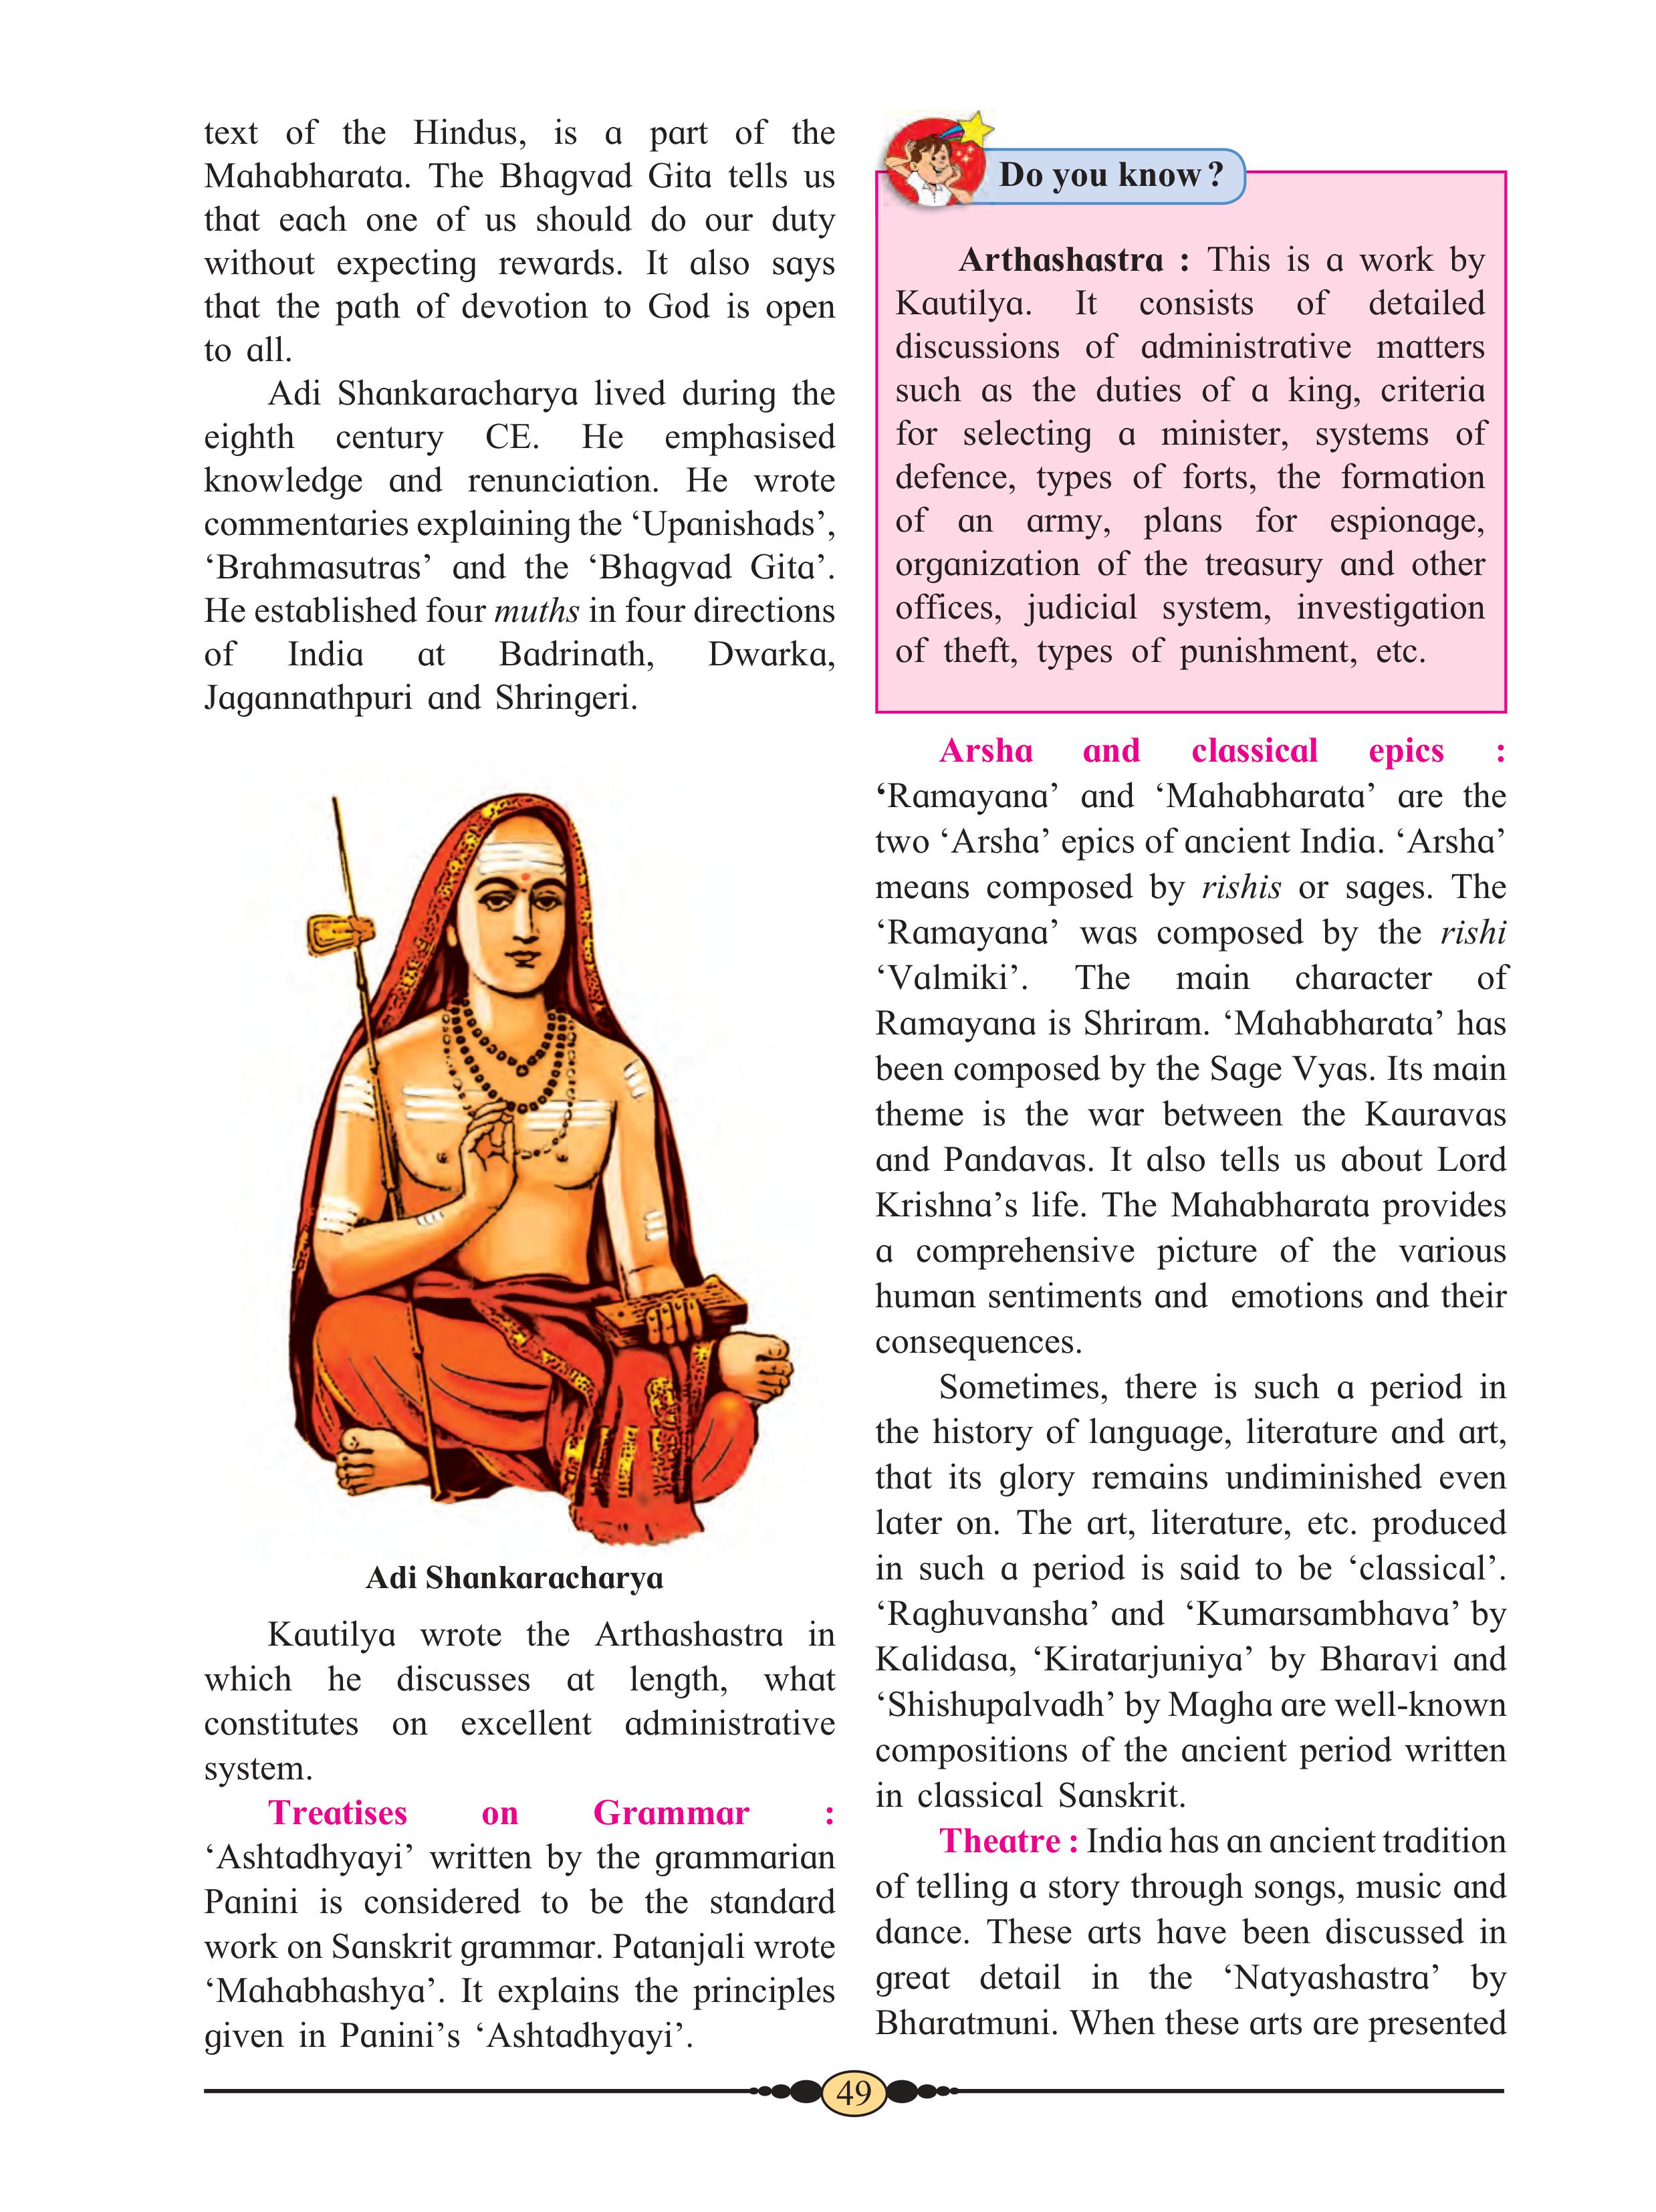 text of the Hindus, is a part of the
Mahabharata. The Bhagvad Gita tells us
that each one of us should do our duty
without expecting rewards. It also says
that the path of devotion to God is open
to all.
Adi Shankaracharya lived during the
eighth century CE. He emphasised
knowledge and renunciation. He wrote
commentaries explaining the ‘Upanishads’,
‘Brahmasutras’ and the ‘Bhagvad Gita’.
He established four muths in four directions
of India at Badrinath, Dwarka,
Jagannathpuri and Shringeri.
Adi Shankaracharya
Kautilya wrote the Arthashastra in
which he discusses at length, what
constitutes on excellent administrative
system.
Treatises on Grammar :
‘Ashtadhyayi’ written by the grammarian
Panini is considered to be the standard
work on Sanskrit grammar. Patanjali wrote
‘Mahabhashya’. It explains the principles
given in Panini’s ‘Ashtadhyayi’.
Do you know ?
Arthashastra : This is a work by
Kautilya. It consists of detailed
discussions of administrative matters
such as the duties of a king, criteria
for selecting a minister, systems of
defence, types of forts, the formation
of an army, plans for espionage,
organization of the treasury and other
offices, judicial system, investigation
of theft, types of punishment, etc.
Arsha and classical epics :
‘Ramayana’ and ‘Mahabharata’ are the
two ‘Arsha’ epics of ancient India. ‘Arsha’
means composed by rishis or sages. The
‘Ramayana’ was composed by the rishi
‘Valmiki’. The main character of
Ramayana is Shriram. ‘Mahabharata’ has
been composed by the Sage Vyas. Its main
theme is the war between the Kauravas
and Pandavas. It also tells us about Lord
Krishna’s life. The Mahabharata provides
a comprehensive picture of the various
human sentiments and emotions and their
consequences.
Sometimes, there is such a period in
the history of language, literature and art,
that its glory remains undiminished even
later on. The art, literature, etc. produced
in such a period is said to be ‘classical’.
‘Raghuvansha’ and ‘Kumarsambhava’ by
Kalidasa, ‘Kiratarjuniya’ by Bharavi and
‘Shishupalvadh’ by Magha are well-known
compositions of the ancient period written
in classical Sanskrit.
Theatre : India has an ancient tradition
of telling a story through songs, music and
dance. These arts have been discussed in
great detail in the ‘Natyashastra’ by
Bharatmuni. When these arts are presented
49